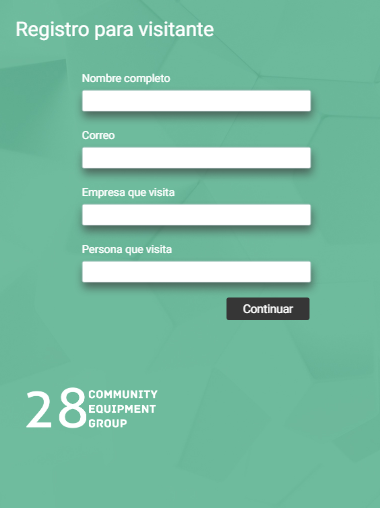 Registro para visitante
Nombre completo
Correo
Empresa que visita
Persona que visita
Continuar
28 COMMUNITY
EQUIPMENT
GROUP